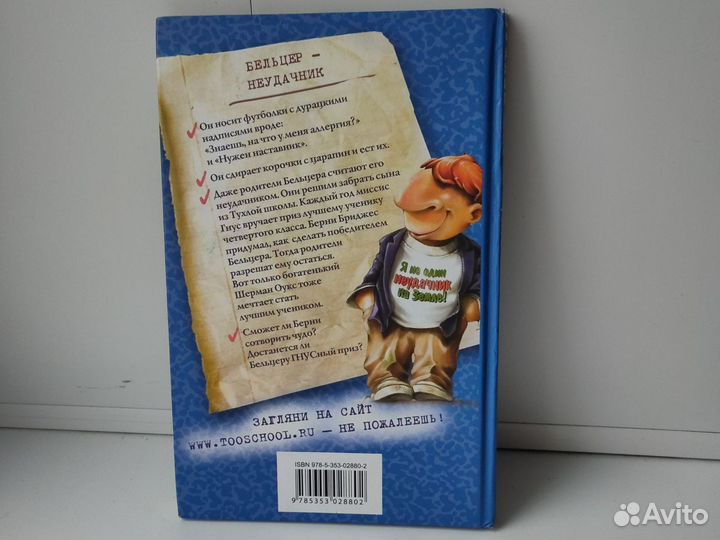 БЕЛЬЦЕР –
НЕУДАЧНИК
Он носит футболки с дурацкими
надписями вроде:
«Знаешь, на что у меня аллергия?»
и «Нужен наставник».
Он сдирает корочки с царапин и ест их.
Даже родители Бельцера считают его
неудачником. Они решили забрать сына
из Тухлой школы. Каждый год миссис
Гнус вручает приз лучшему ученику
четвертого класса. Берни Бриджес
придумал, как сделать победителем
Бельцера. Тогда родители
разрешат ему остаться.
Вот только богатенький
Шерман Оукс тоже
мечтает стать
лучшим учеником.
Сможет ли Берни
сотворить чудо?
Достанется ли
Бельцеру ГНУСный приз?
Я не один
неудачник
на Земле!
ЗАГЛЯНИ НА САЙТ
WWW.TOOSCHOOL.RU — НЕ ПОЖАЛЕЕШЬ!
ISBN 978-5-353-02880-2
9 785353 028802
Avito